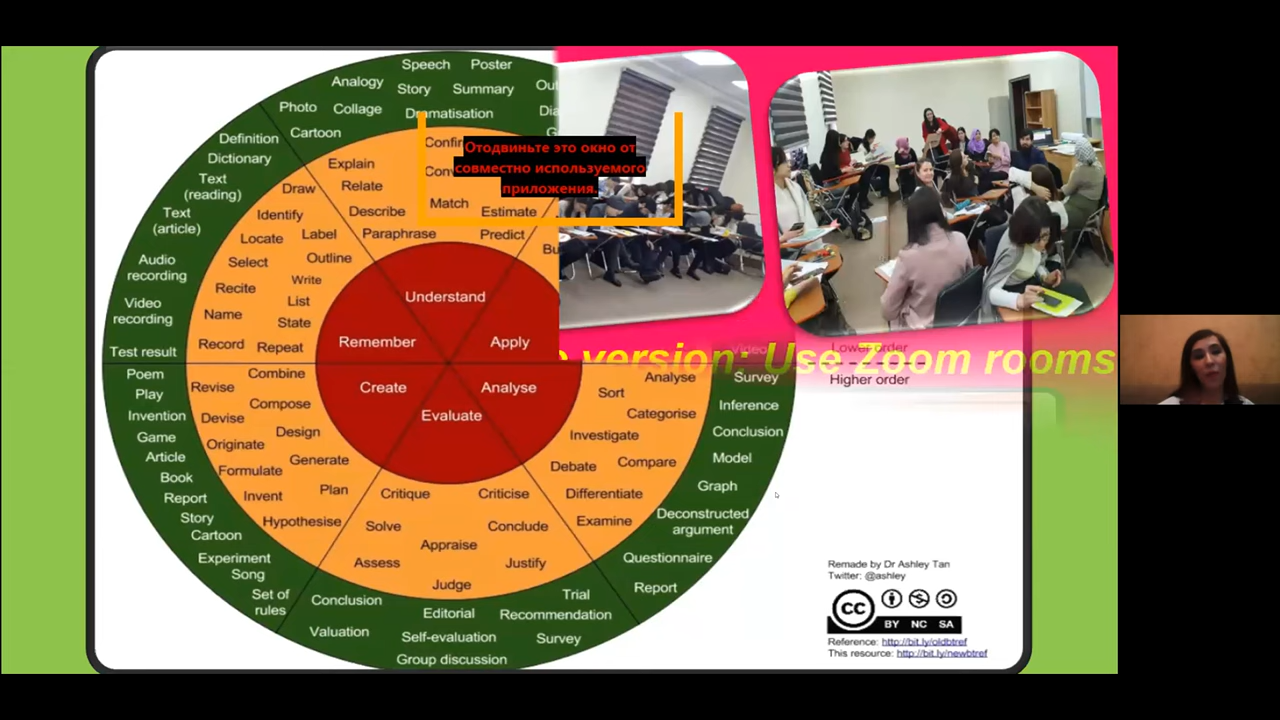 Speech Poster
Analogy
Story Summary
Photo Collage
Dramatisation
Cartoon
Definition
Dictionary
Text
(reading)
Text
(article)
Audio
recording
Video
recording
Test result
Explain
Draw Relate
Describe Match Estimate
Paraphrase Predict
Identify
Locate Label
Select Outline
Recite Write
List
Name State
Record Repeat
Отодвиньте это окно от
совместно используемого
приложения.
Understand
Remember Apply
Create Analyse
Evaluate
version: Use Zoom rooms
Video
Lower order
Higher order
Poem
Play
Invention
Game
Article
Book
Report
Story
Cartoon
Experiment
Song
Set of
rules
Combine
Revise
Compose
Devise
Design
Originate
Generate
Formulate
Plan
Invent
Hypothesise
Critique Criticise
Solve Conclude
Appraise
Assess Justify
Judge
Analyse
Sort
Categorise
Investigate
Debate Compare
Differentiate
Examine
Survey
Inference
Conclusion
Model
Graph
Deconstructed
argument
Questionnaire
Report
Conclusion
Valuation
Editorial
Self-evaluation
Group discussion
Trial
Recommendation
Survey
Remade by Dr Ashley Tan
Twitter: @ashley
CC
BY NC SA
Reference: http://bit.ly/oldbtref
This resource: http://bit.ly/newbtref